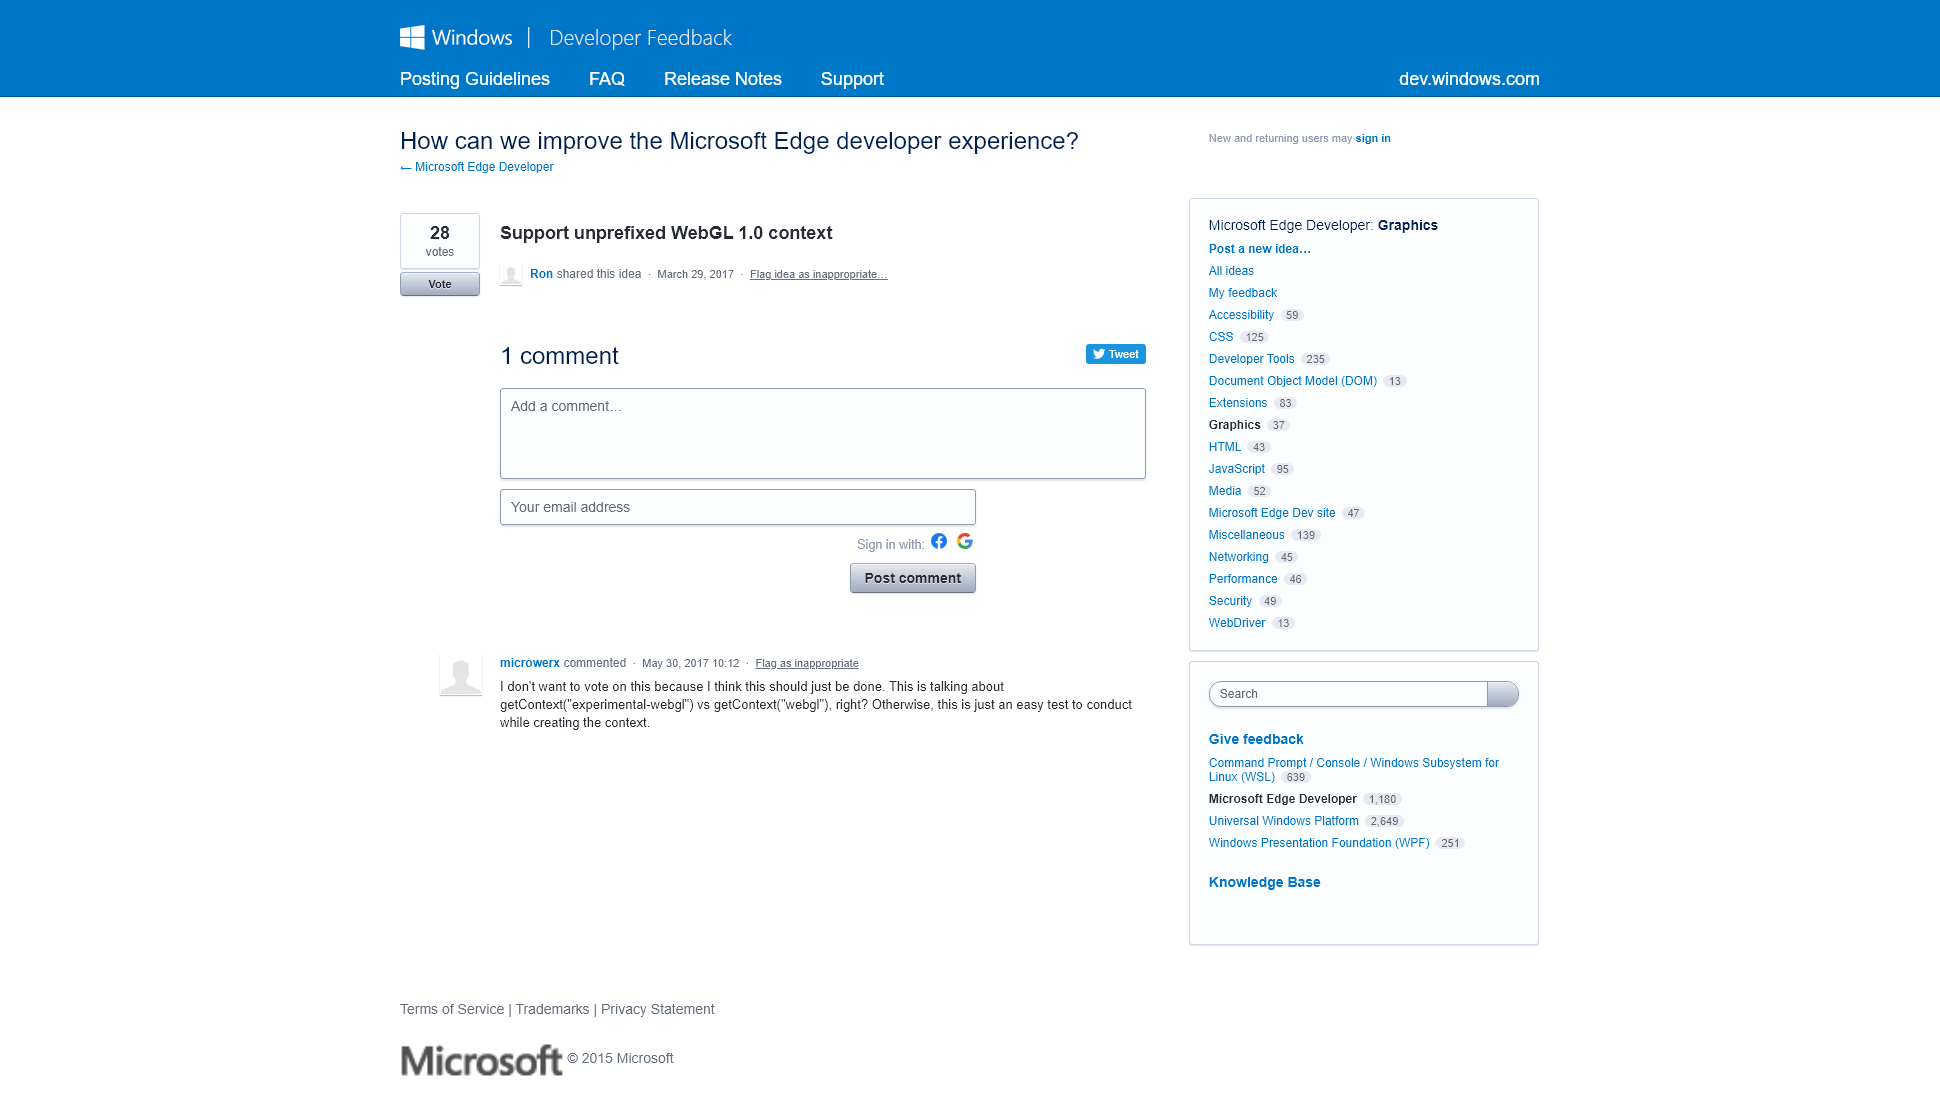 Windows | Developer Feedback
Posting Guidelines FAQ Release Notes Support dev.windows.com
How can we improve the Microsoft Edge developer experience?
← Microsoft Edge Developer
New and returning users may sign in
28
votes
Vote
Support unprefixed WebGL 1.0 context
Ron shared this idea · March 29, 2017 · Flag idea as inappropriate…
1 comment
Tweet
Add a comment…
Your email address
Sign in with:
Post comment
microwerx commented · May 30, 2017 10:12 · Flag as inappropriate
I don't want to vote on this because I think this should just be done. This is talking about
getContext("experimental-webgl") vs getContext("webgl"), right? Otherwise, this is just an easy test to conduct
while creating the context.
Microsoft Edge Developer: Graphics
Post a new idea…
All ideas
My feedback
Accessibility 59
CSS 125
Developer Tools 235
Document Object Model (DOM) 13
Extensions 83
Graphics 37
HTML 43
JavaScript 95
Media 52
Microsoft Edge Dev site 47
Miscellaneous 139
Networking 45
Performance 46
Security 49
WebDriver 13
Search
Give feedback
Command Prompt / Console / Windows Subsystem for
Linux (WSL) 639
Microsoft Edge Developer 1,180
Universal Windows Platform 2,649
Windows Presentation Foundation (WPF) 251
Knowledge Base
Terms of Service | Trademarks | Privacy Statement
Microsoft © 2015 Microsoft